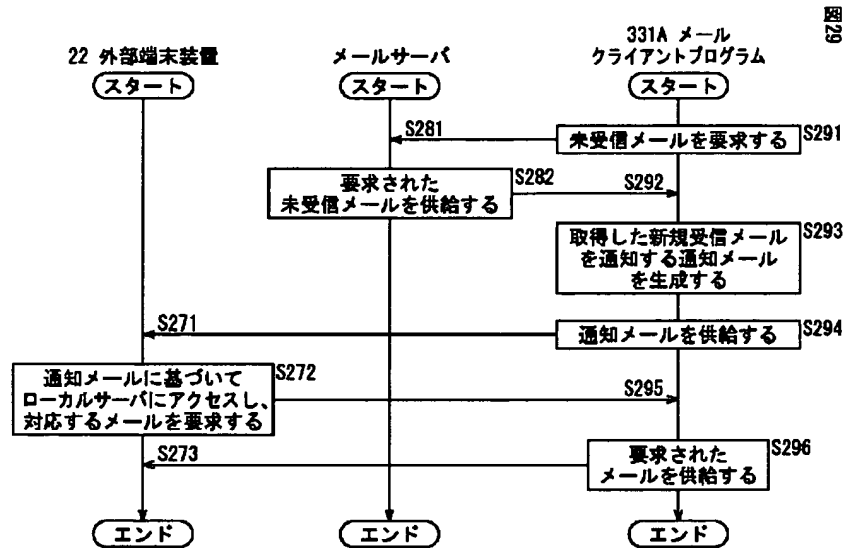 図29
22 外部端末装置
メールサーバ
331A メール
クライアントプログラム
スタート
スタート
スタート
S281
未受信メールを要求する
S291
要求された
未受信メールを供給する
S282
S292
取得した新規受信メール
を通知する通知メール
を生成する
S293
S271
通知メールを供給する
S294
通知メールに基づいて
ローカルサーバにアクセスし、
対応するメールを要求する
S272
S295
S273
要求された
メールを供給する
S296
エンド
エンド
エンド